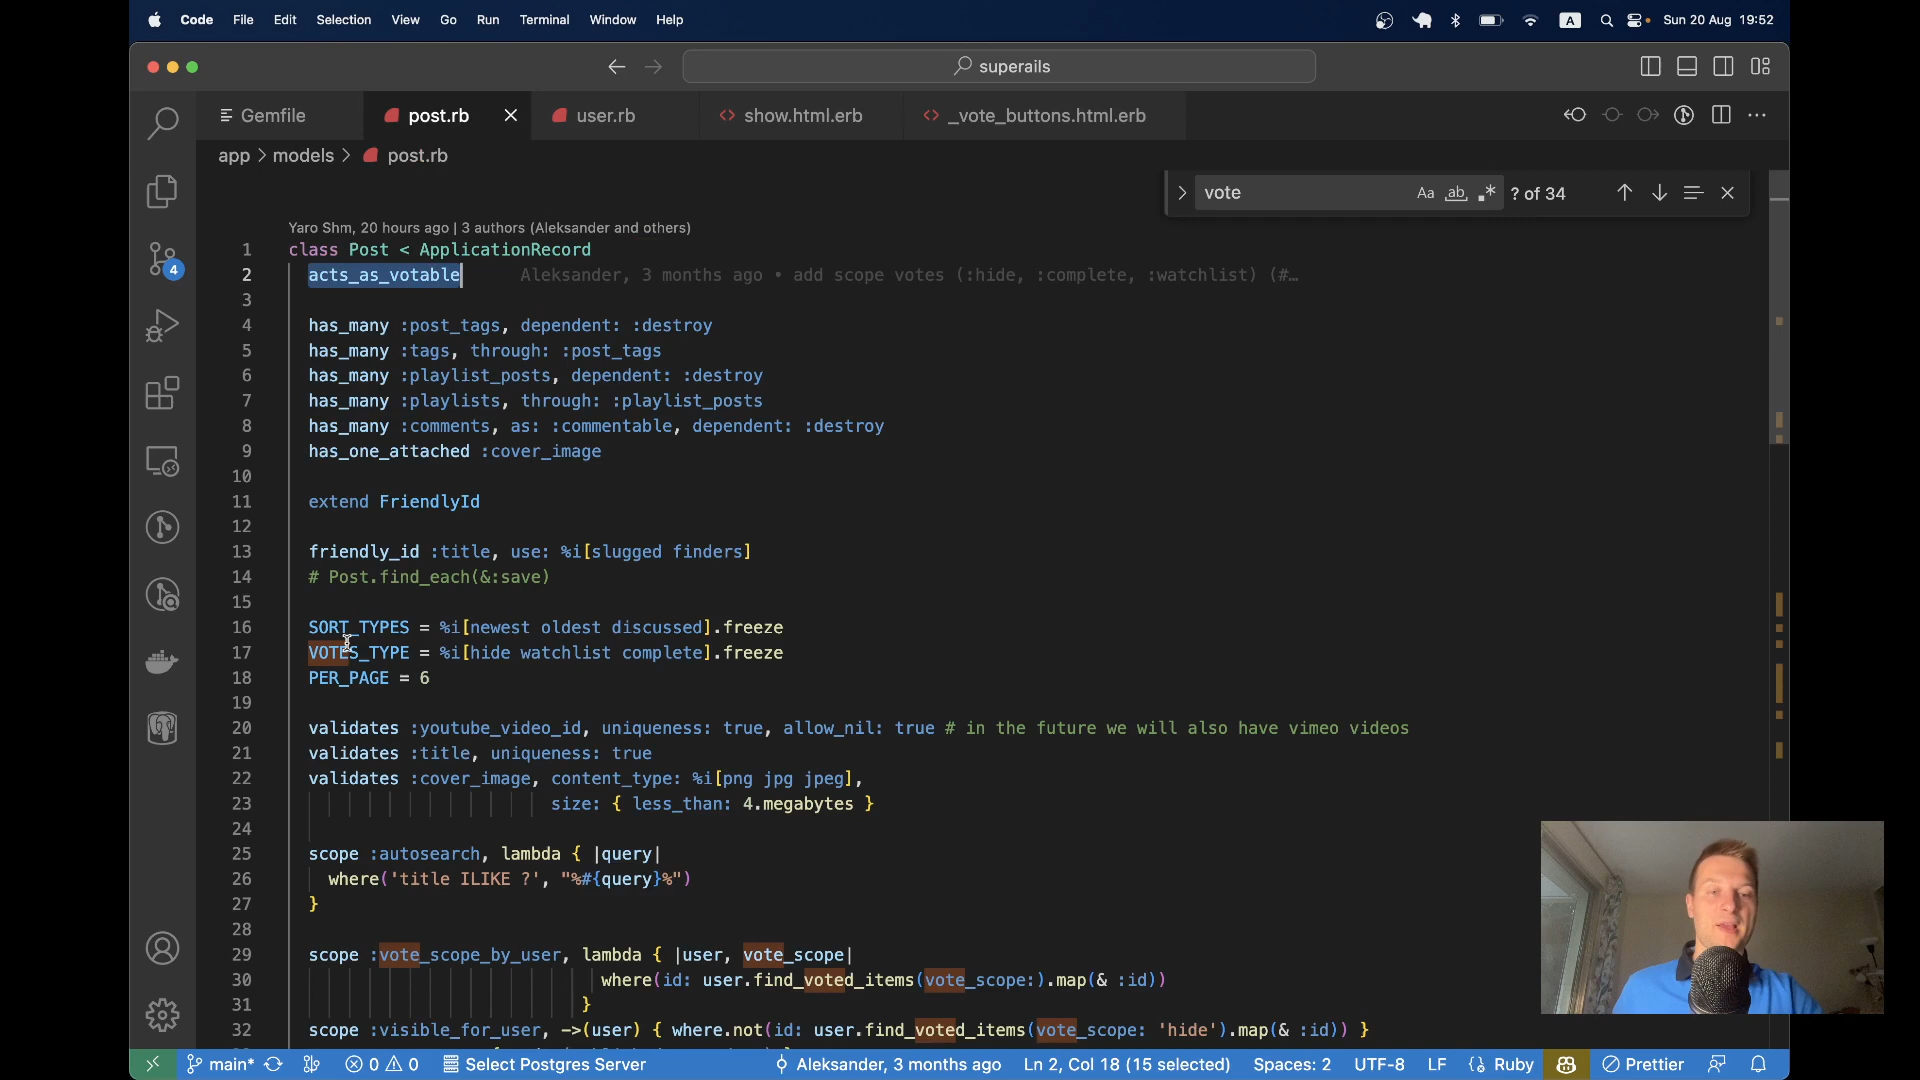 Code File Edit Selection View Go Run Terminal Window Help A Sun 20 Aug 19:52
superails
Gemfile post.rb user.rb show.html.erb _vote_buttons.html.erb
app > models > post.rb
vote Aa ab ? of 34
Yaro Shm, 20 hours ago | 3 authors (Aleksander and others)
1 class Post < ApplicationRecord
2 acts_as_votable Aleksander, 3 months ago • add scope votes (:hide, :complete, :watchlist) (#…
3
4 has_many :post_tags, dependent: :destroy
5 has_many :tags, through: :post_tags
6 has_many :playlist_posts, dependent: :destroy
7 has_many :playlists, through: :playlist_posts
8 has_many :comments, as: :commentable, dependent: :destroy
9 has_one_attached :cover_image
10
11 extend FriendlyId
12
13 friendly_id :title, use: %i[slugged finders]
14 # Post.find_each(&:save)
15
16 SORT_TYPES = %i[newest oldest discussed].freeze
17 VOTES_TYPE = %i[hide watchlist complete].freeze
18 PER_PAGE = 6
19
20 validates :youtube_video_id, uniqueness: true, allow_nil: true # in the future we will also have vimeo videos
21 validates :title, uniqueness: true
22 validates :cover_image, content_type: %i[png jpg jpeg],
23 size: { less_than: 4.megabytes }
24
25 scope :autosearch, lambda { |query|
26 where('title ILIKE ?', "%#{query}%")
27 }
28
29 scope :vote_scope_by_user, lambda { |user, vote_scope|
30 where(id: user.find_voted_items(vote_scope:).map(& :id))
31 }
32 scope :visible_for_user, ->(user) { where.not(id: user.find_voted_items(vote_scope: 'hide').map(& :id)) }
4
main* 0 0 Select Postgres Server Aleksander, 3 months ago Ln 2, Col 18 (15 selected) Spaces: 2 UTF-8 LF {} Ruby Prettier